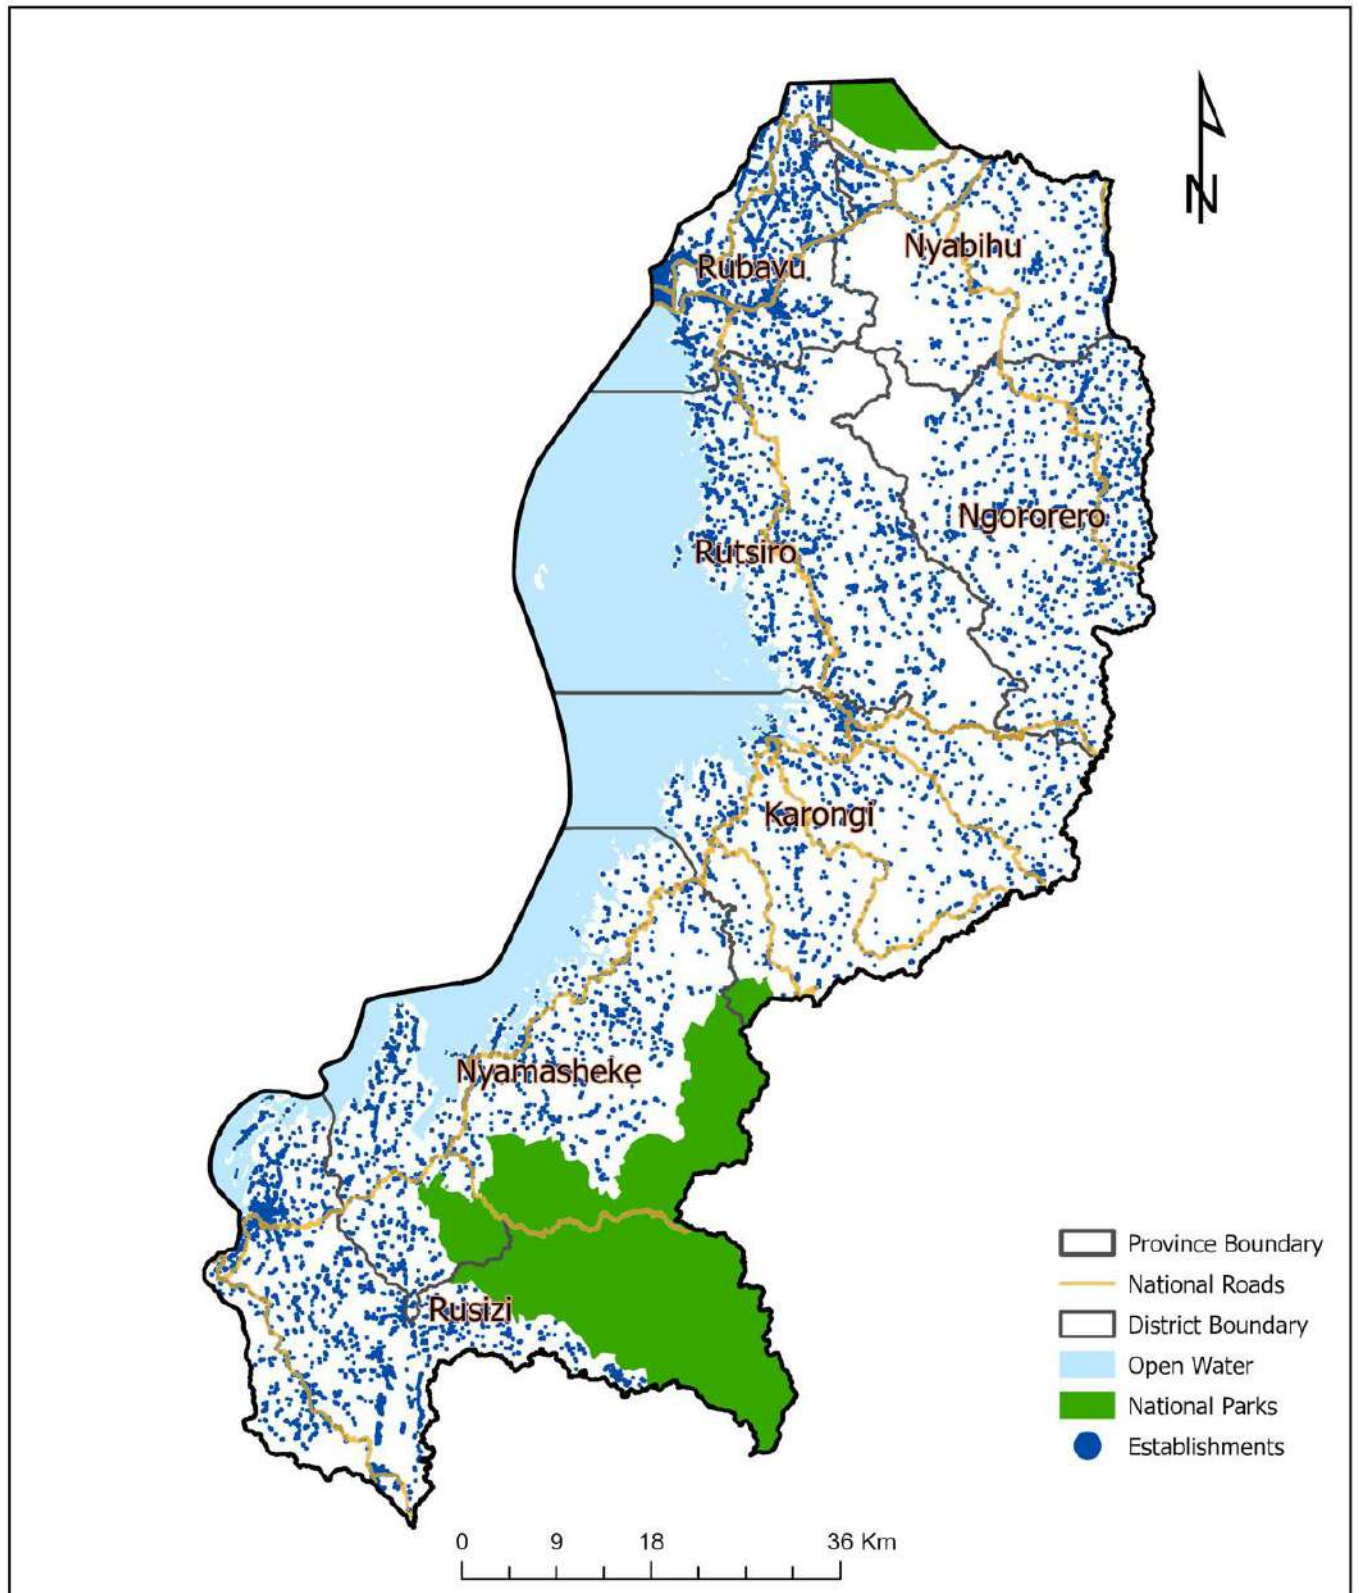 N
Nyabihu
Rubavu
Ngororero
Rutsiro
Karongi
Nyamasheke
Rusizi
Province Boundary
National Roads
District Boundary
Open Water
National Parks
Establishments
0 9 18 36 Km